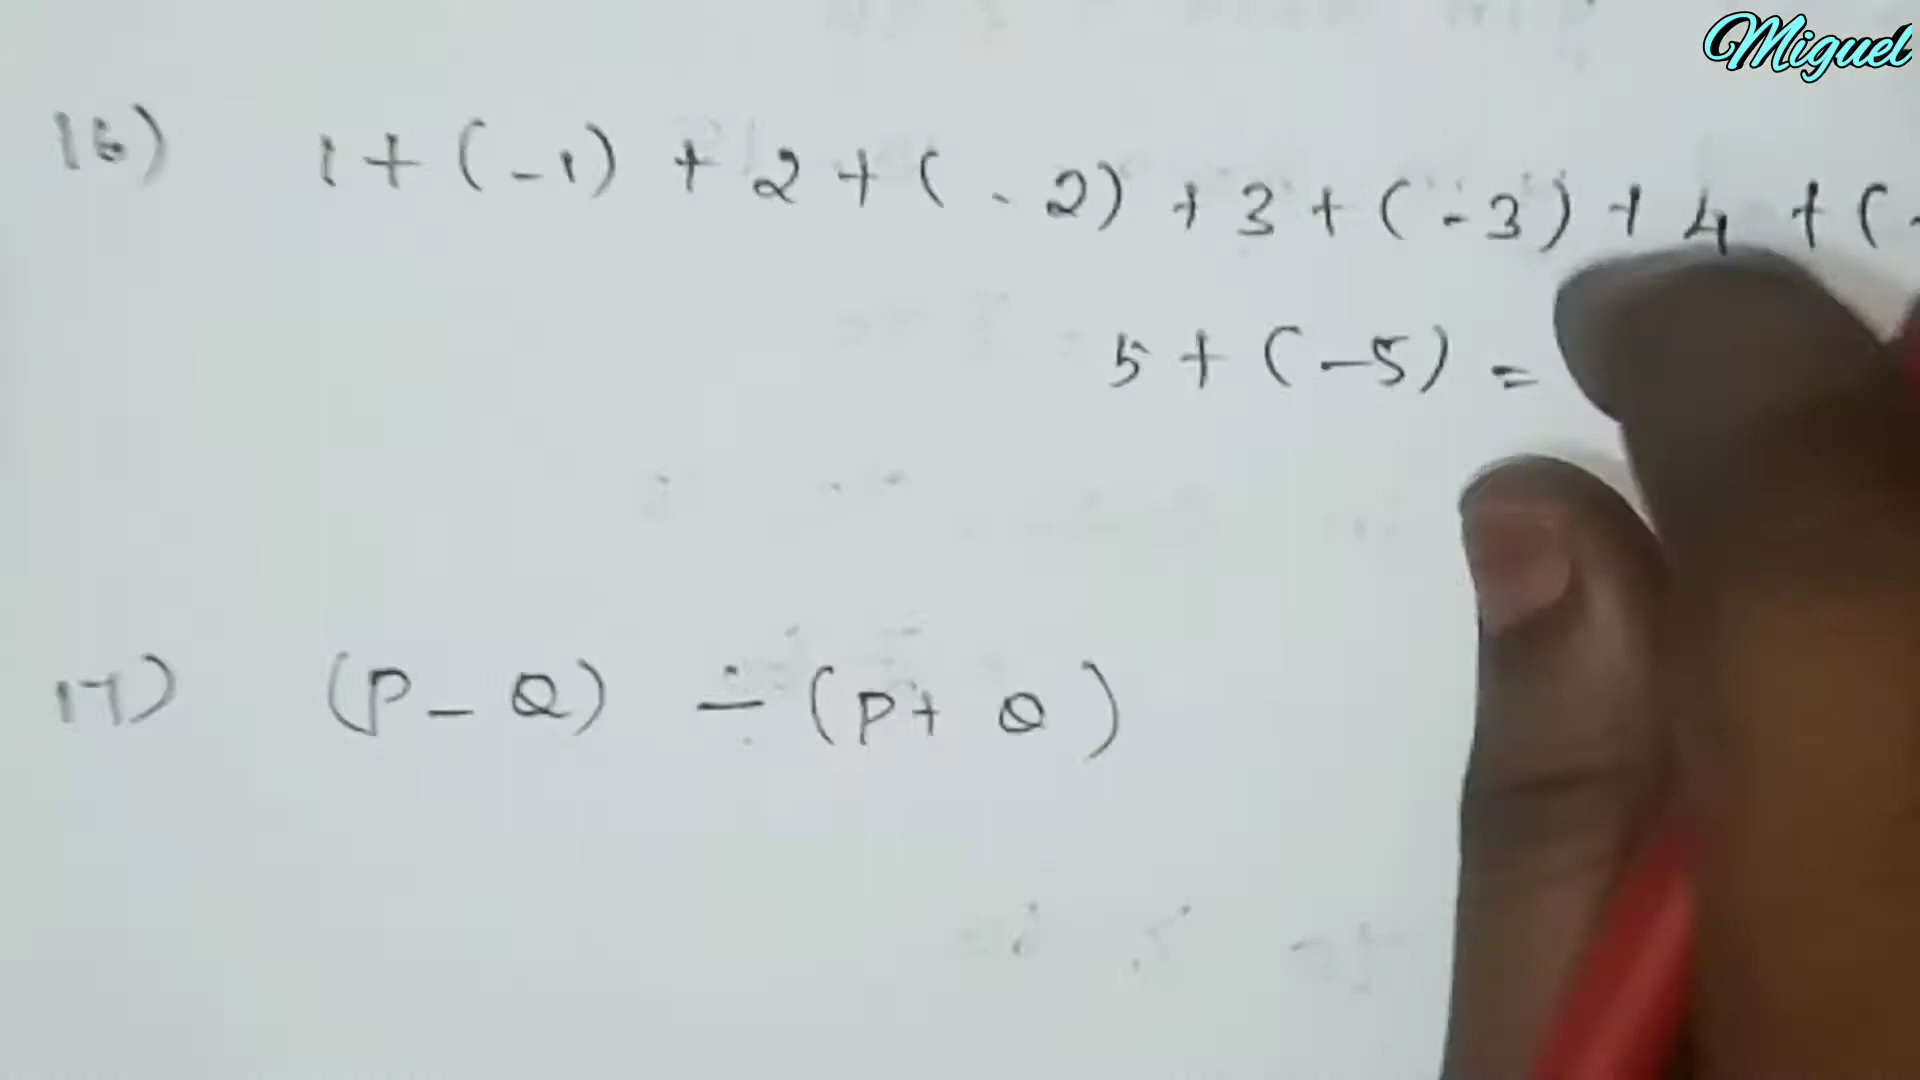 Miguel
16) 1 + (-1) + 2 + (-2) + 3 + (-3) + 4 + (-
5 + (-5) =
17) (P - Q) ÷ (P + Q)